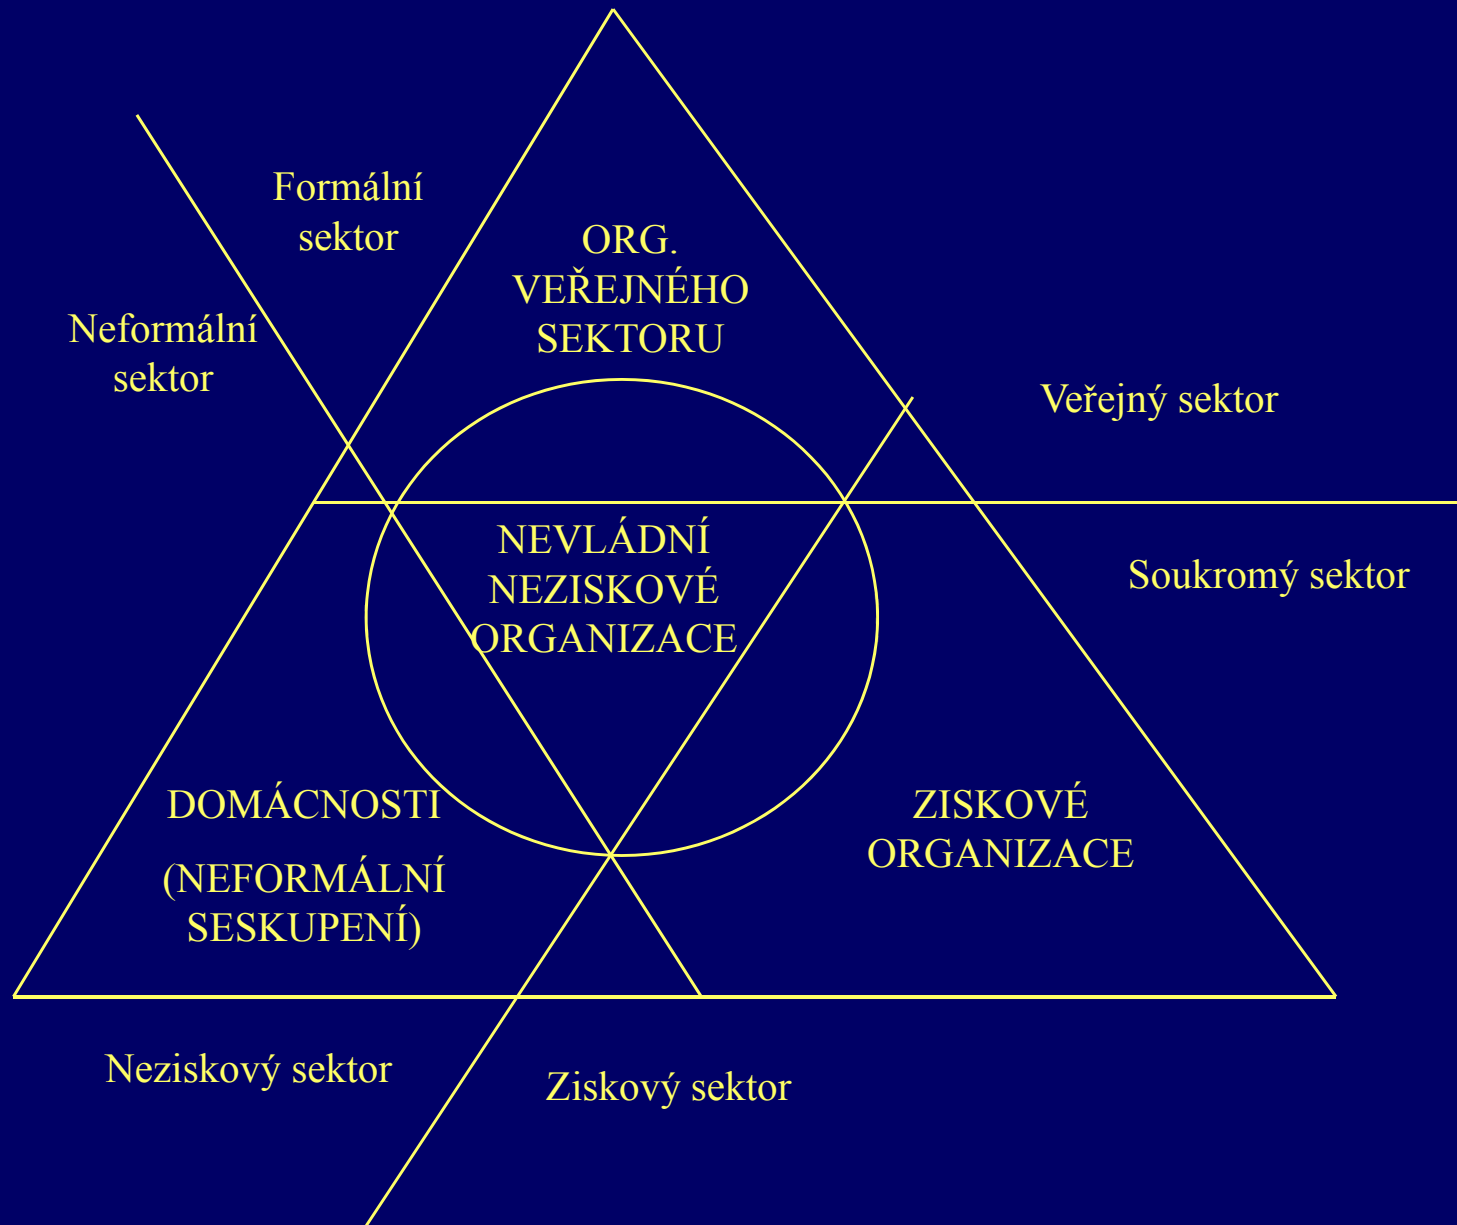 Formální
sektor
ORG.
VEŘEJNÉHO
SEKTORU
Neformální
sektor
Veřejný sektor
NEVLÁDNÍ
NEZISKOVÉ
ORGANIZACE
Soukromý sektor
DOMÁCNOSTI
(NEFORMÁLNÍ
SESKUPENÍ)
ZISKOVÉ
ORGANIZACE
Neziskový sektor
Ziskový sektor